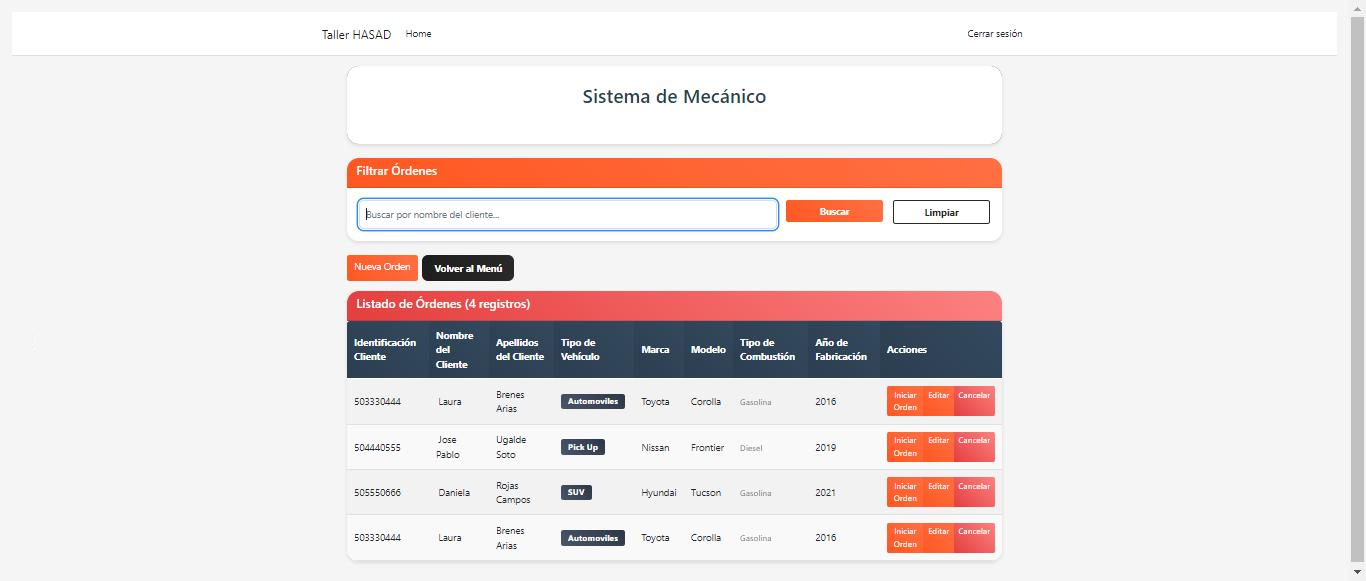 Taller HASAD Home Cerrar sesión
Sistema de Mecánico
Filtrar Órdenes
Buscar por nombre del cliente... Buscar Limpiar
Nueva Orden Volver al Menú
Listado de Órdenes (4 registros)
Identificación Cliente Nombre del Cliente Apellidos del Cliente Tipo de Vehículo Marca Modelo Tipo de Combustión Año de Fabricación Acciones
503330444 Laura Brenes Arias Automoviles Toyota Corolla Gasolina 2016 Iniciar Orden Editar Cancelar
504440555 Jose Pablo Ugalde Soto Pick Up Nissan Frontier Diesel 2019 Iniciar Orden Editar Cancelar
505550666 Daniela Rojas Campos SUV Hyundai Tucson Gasolina 2021 Iniciar Orden Editar Cancelar
503330444 Laura Brenes Arias Automoviles Toyota Corolla Gasolina 2016 Iniciar Orden Editar Cancelar